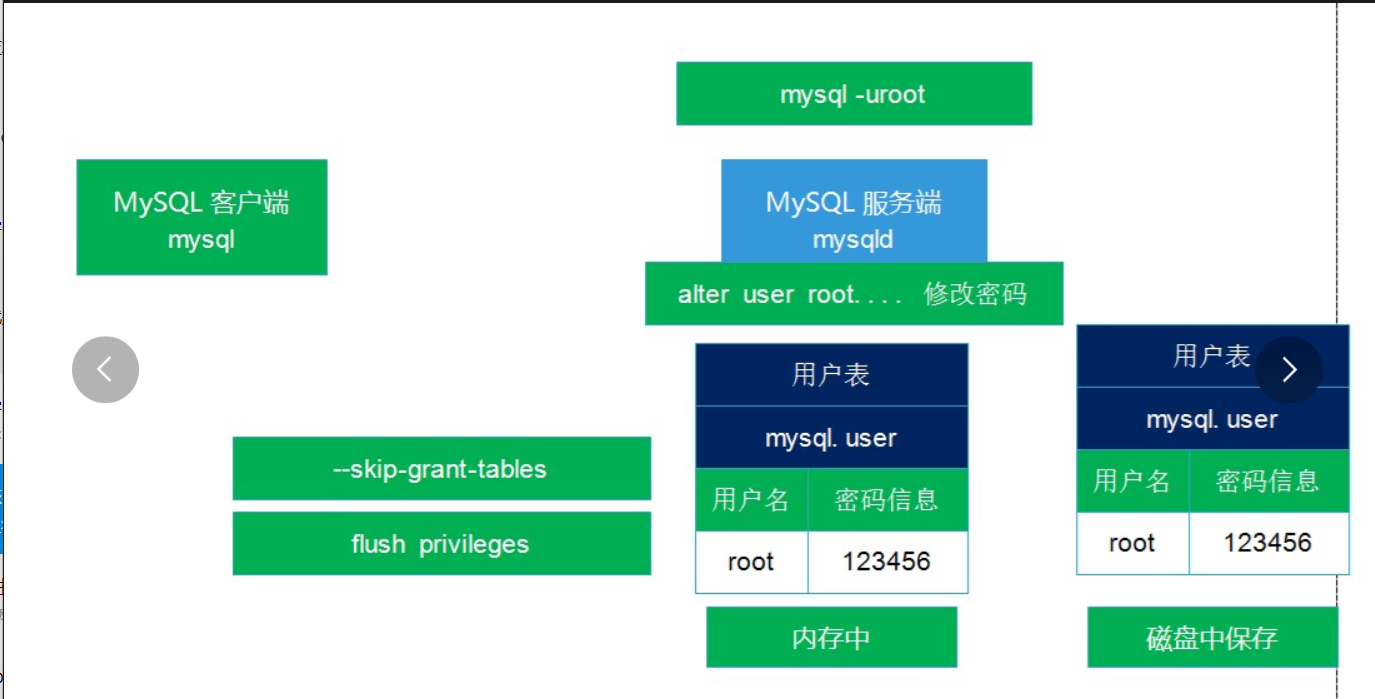 mysql -uroot
MySQL 客户端
mysql
MySQL 服务端
mysqld
alter user root.... 修改密码
用户表
mysql. user
用户名 密码信息
root 123456
内存中
用户表
mysql. user
用户名 密码信息
root 123456
磁盘中保存
--skip-grant-tables
flush privileges